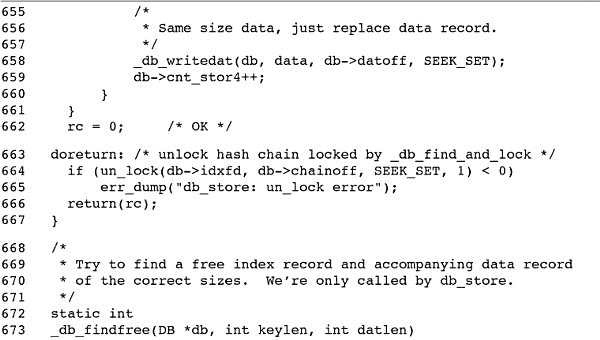 655             /*
656              * Same size data, just replace data record.
657              */
658             _db_writedat(db, data, db->datoff, SEEK_SET);
659             db->cnt_stor4++;
660         }
661     }
662     rc = 0;     /* OK */
663 doreturn: /* unlock hash chain locked by _db_find_and_lock */
664     if (un_lock(db->idxfd, db->chainoff, SEEK_SET, 1) < 0)
665         err_dump("db_store: un_lock error");
666     return(rc);
667 }
668 /*
669  * Try to find a free index record and accompanying data record
670  * of the correct sizes.  We're only called by db_store.
671  */
672 static int
673 _db_findfree(DB *db, int keylen, int datlen)